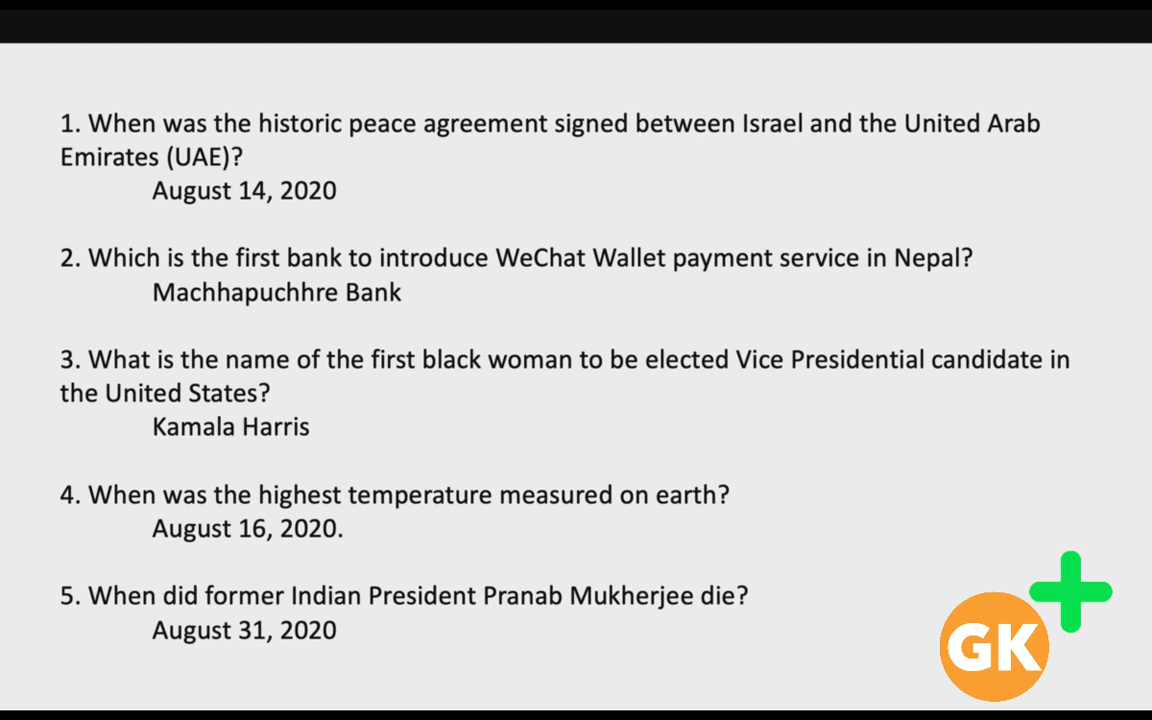 1. When was the historic peace agreement signed between Israel and the United Arab
Emirates (UAE)?
August 14, 2020
2. Which is the first bank to introduce WeChat Wallet payment service in Nepal?
Machhapuchhre Bank
3. What is the name of the first black woman to be elected Vice Presidential candidate in
the United States?
Kamala Harris
4. When was the highest temperature measured on earth?
August 16, 2020.
5. When did former Indian President Pranab Mukherjee die?
August 31, 2020
GK